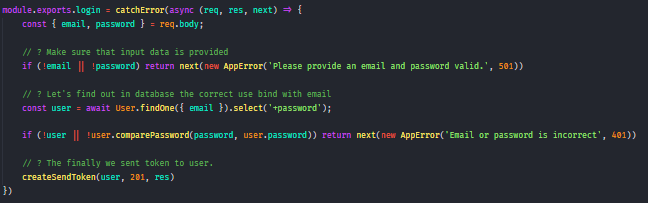 module.exports.login = catchError(async (req, res, next) => {
    const { email, password } = req.body;

    // ? Make sure that input data is provided
    if (!email || !password) return next(new AppError('Please provide an email and password valid.', 501))

    // ? Let's find out in database the correct use bind with email
    const user = await User.findOne({ email }).select('+password');

    if (!user || !user.comparePassword(password, user.password)) return next(new AppError('Email or password is incorrect', 401))

    // ? The finally we sent token to user.
    createSendToken(user, 201, res)
})